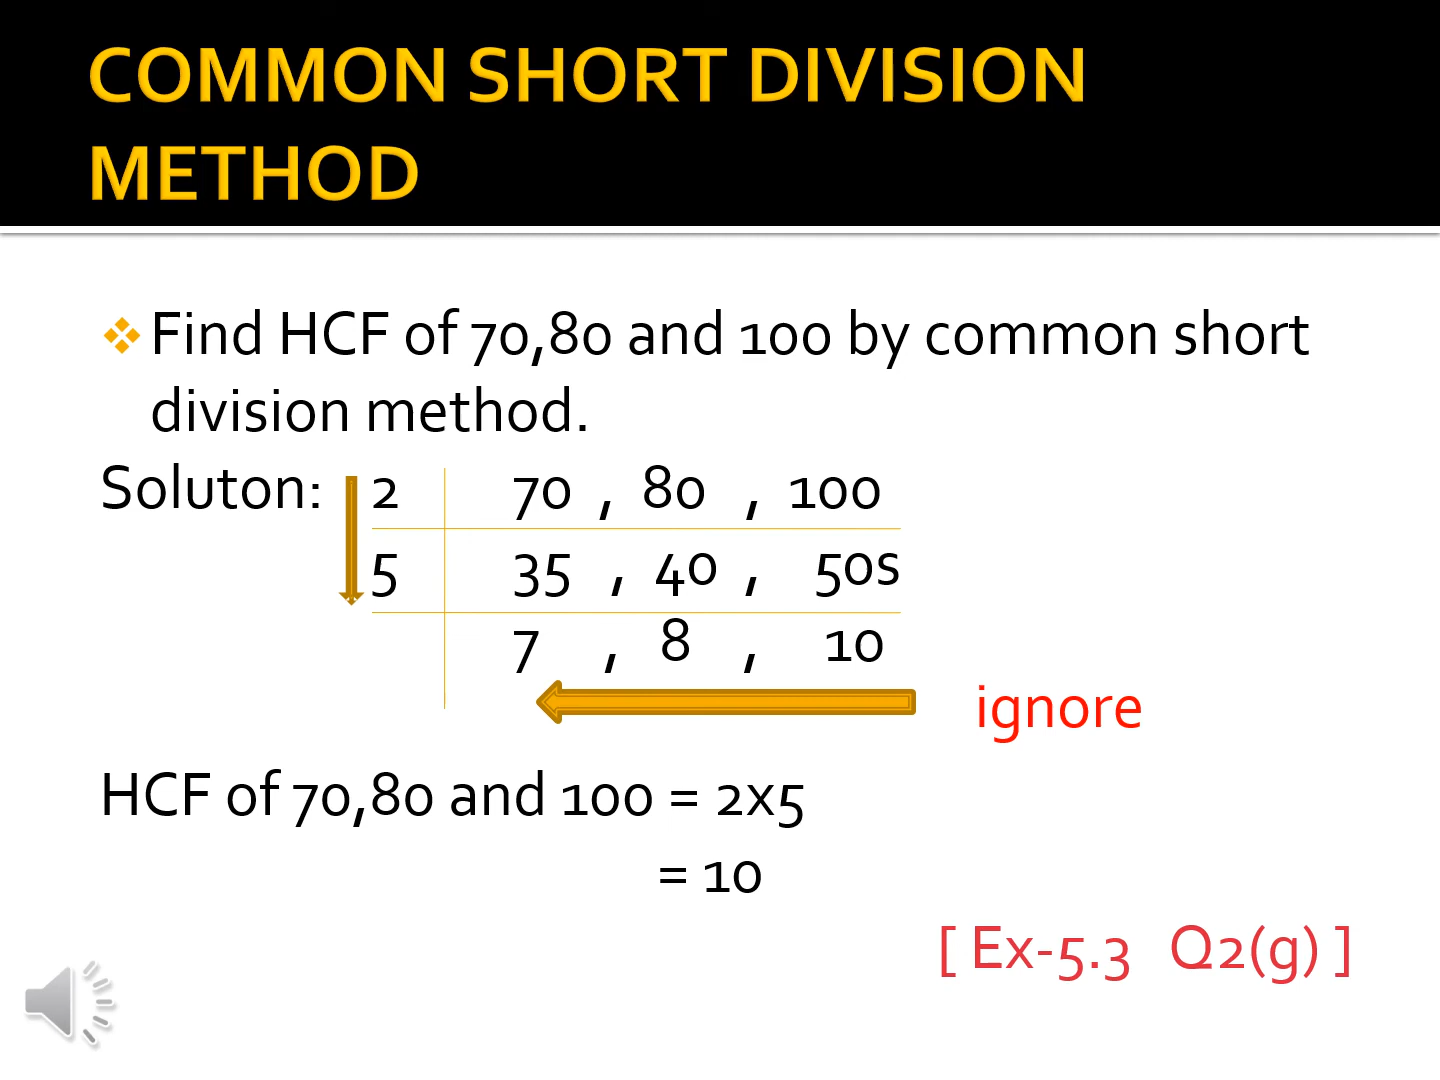 COMMON SHORT DIVISION
METHOD
Find HCF of 70,80 and 100 by common short
division method.
Soluton: 2 70 , 80 , 100
5 35 , 40 , 50s
7 , 8 , 10
ignore
HCF of 70,80 and 100 = 2x5
= 10
[ Ex-5.3 Q2(g) ]